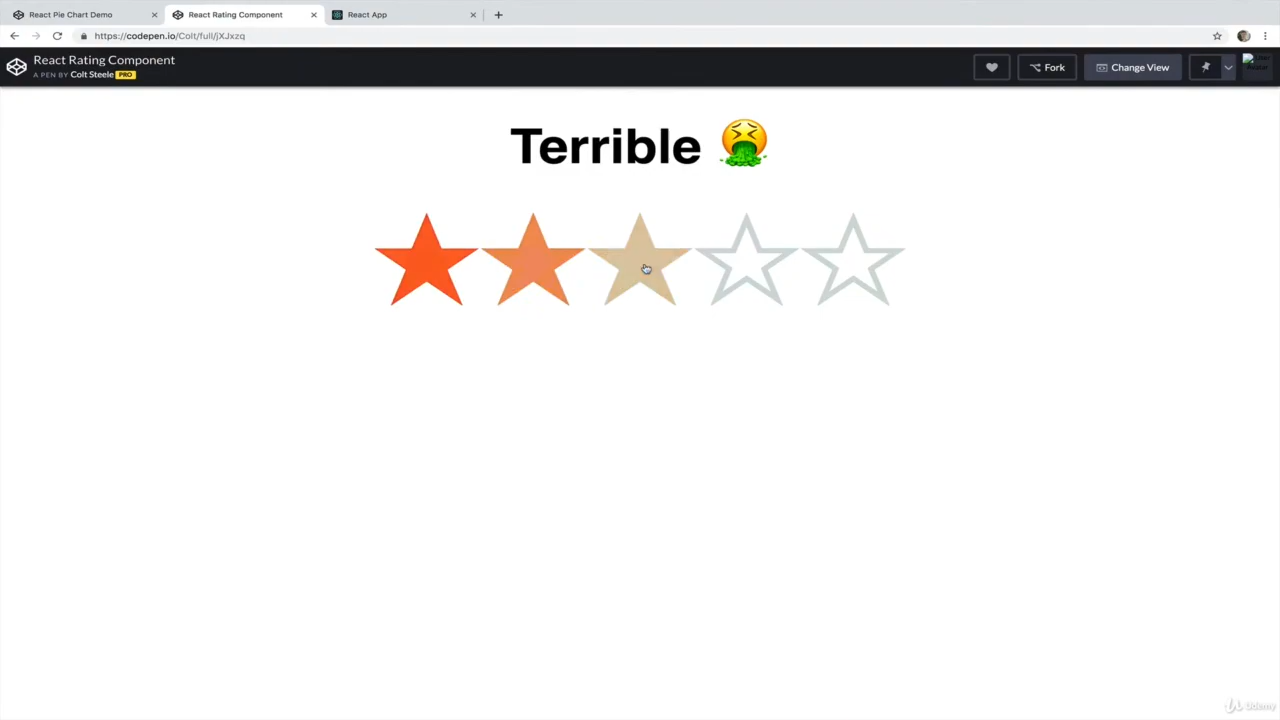 React Pie Chart Demo
React Rating Component
React App
https://codepen.io/Colt/full/jXJxzq
React Rating Component
A PEN BY Colt Steele PRO
Fork
Change View
Terrible 🤮
Udemy